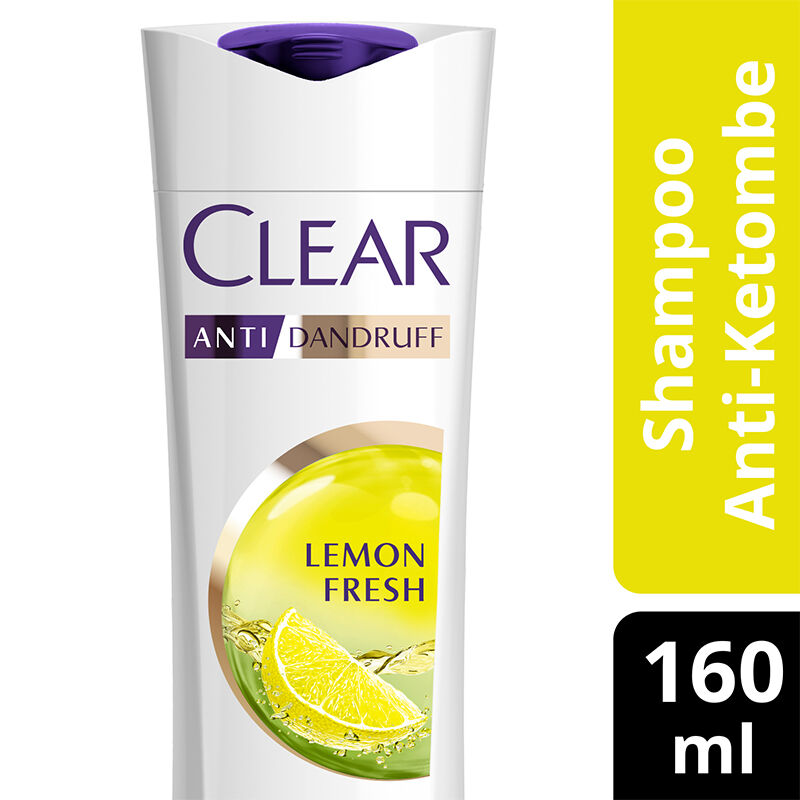 CLEAR
ANTI DANDRUFF
LEMON
FRESH
Shampoo
Anti-Ketombe
160
ml